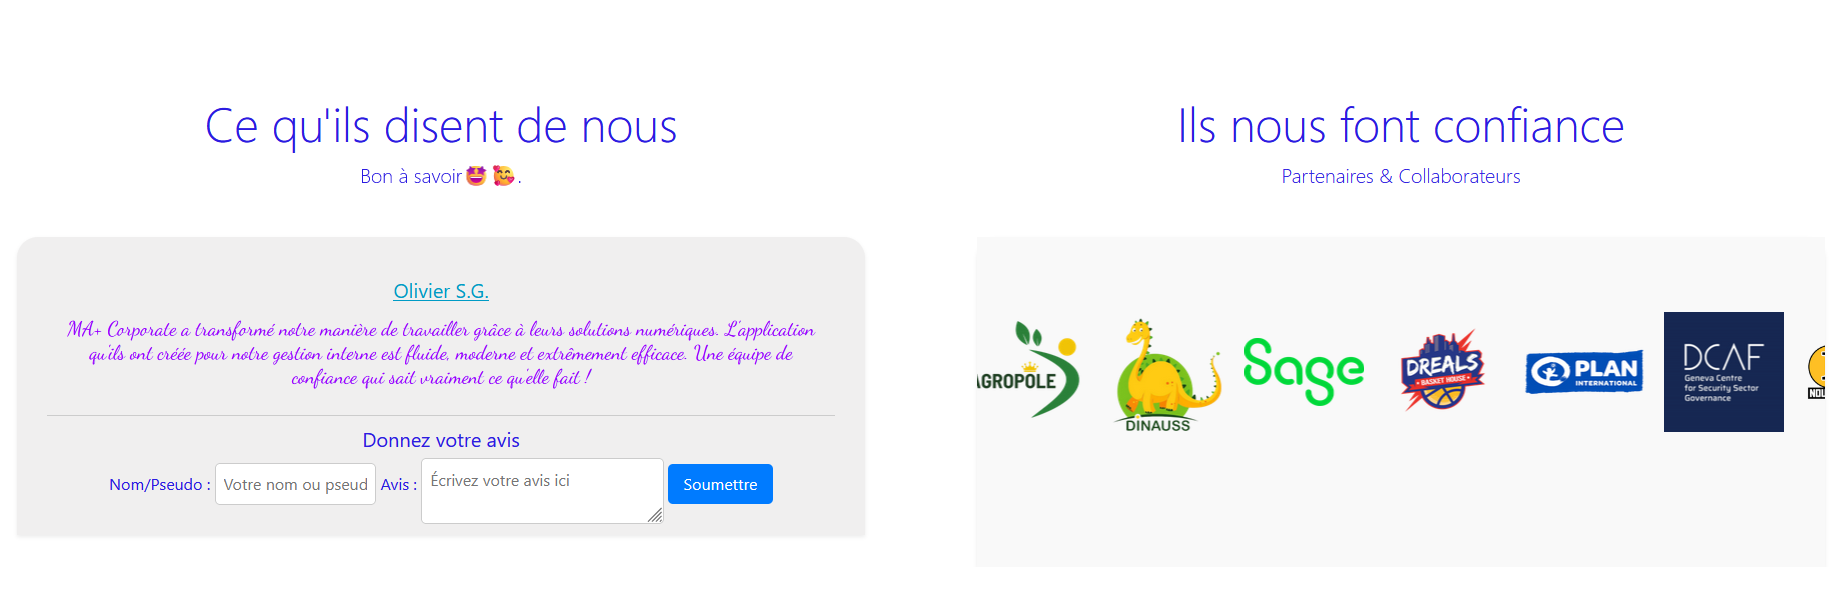 Ce qu'ils disent de nous
Bon à savoir🤩🥰.
Olivier S.G.
MA+ Corporate a transformé notre manière de travailler grâce à leurs solutions numériques. L'application
qu'ils ont créée pour notre gestion interne est fluide, moderne et extrêmement efficace. Une équipe de
confiance qui sait vraiment ce qu'elle fait !
Donnez votre avis
Nom/Pseudo :
Votre nom ou pseud
Avis :
Écrivez votre avis ici
Soumettre
Ils nous font confiance
Partenaires & Collaborateurs
AGROPOLE
DINAUSS
Sage
DREALS
BASKET HOUSE
PLAN
INTERNATIONAL
DCAF
Geneva Centre
for Security Sector
Governance